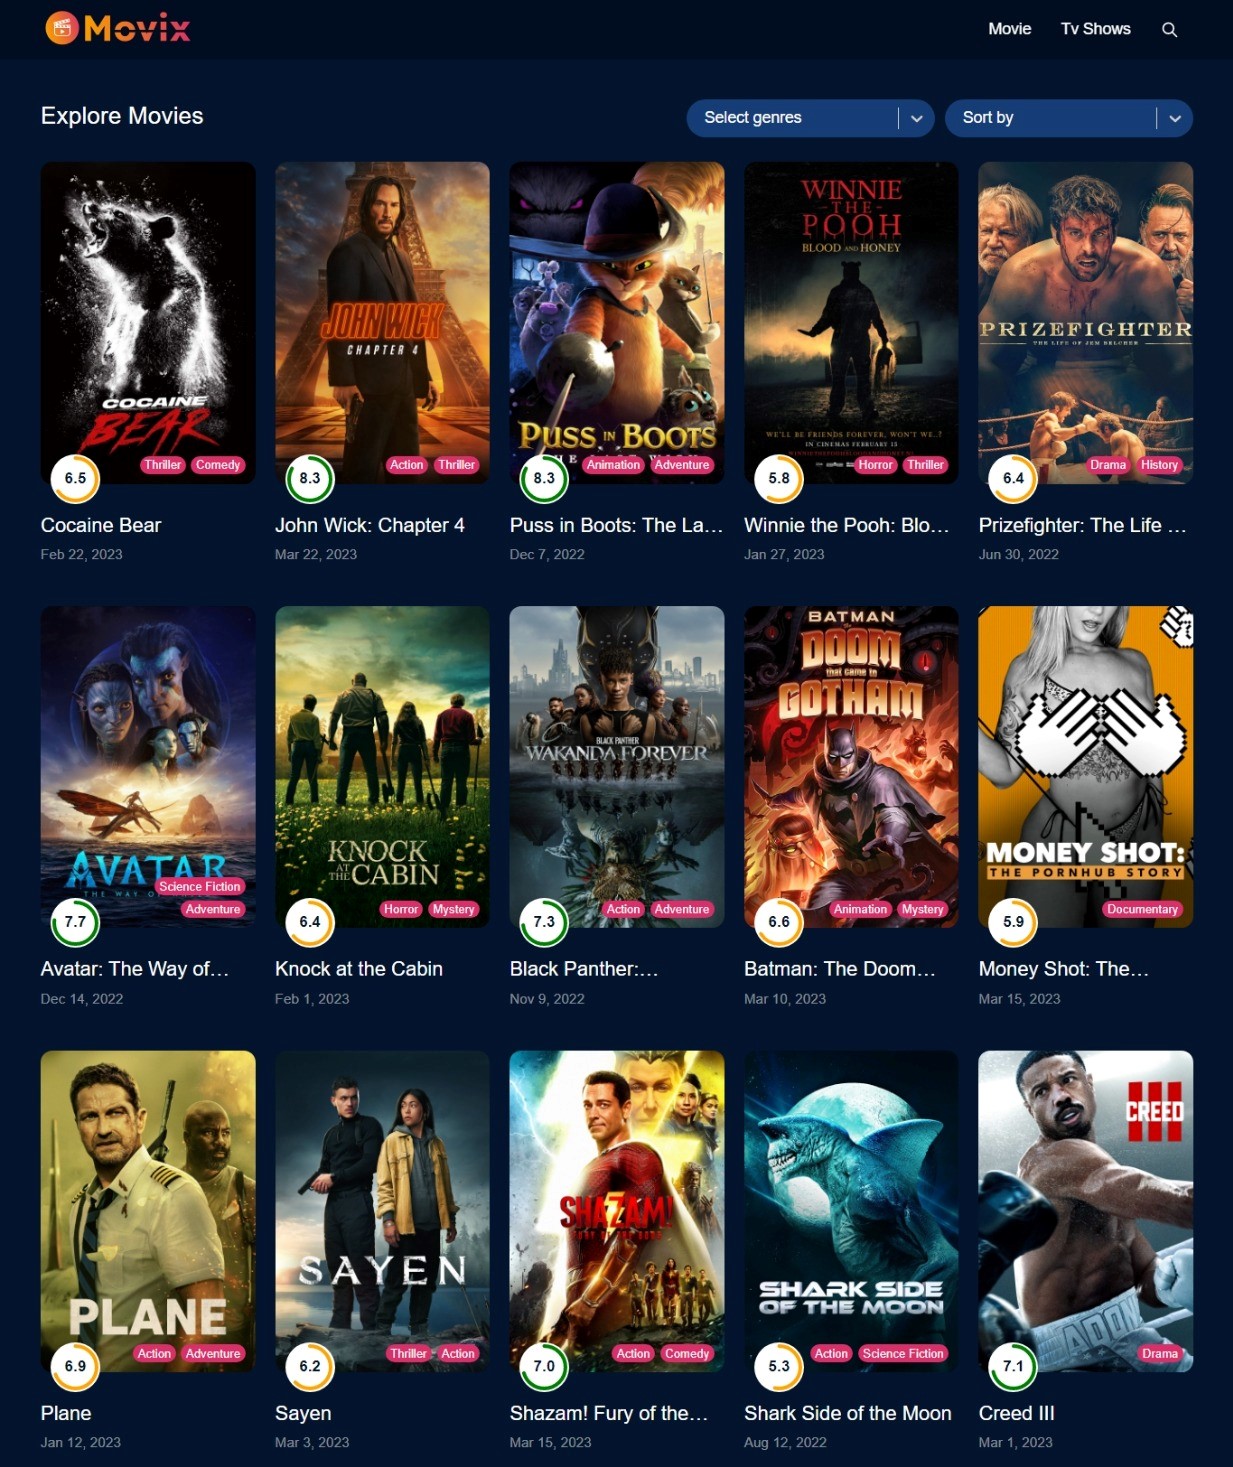 Movix
Movie
Tv Shows
Explore Movies
Select genres
Sort by
COCAINE
BEAR
Thriller
Comedy
6.5
Cocaine Bear
Feb 22, 2023
JOHN WICK
CHAPTER 4
Action
Thriller
8.3
John Wick: Chapter 4
Mar 22, 2023
PUSS IN BOOTS
Animation
Adventure
8.3
Puss in Boots: The La...
Dec 7, 2022
WINNIE
THE
POOH
BLOOD AND HONEY
WE'LL BE FRIENDS FOREVER, WON'T WE..?
IN CINEMAS FEBRUARY 15
Horror
Thriller
5.8
Winnie the Pooh: Blo...
Jan 27, 2023
PRIZEFIGHTER
THE LIFE OF JEM BELCHER
Drama
History
6.4
Prizefighter: The Life ...
Jun 30, 2022
AVATAR
THE WAY OF
Science Fiction
Adventure
7.7
Avatar: The Way of...
Dec 14, 2022
KNOCK
AT THE CABIN
Horror
Mystery
6.4
Knock at the Cabin
Feb 1, 2023
BLACK PANTHER
WAKANDA FOREVER
Action
Adventure
7.3
Black Panther:...
Nov 9, 2022
BATMAN
the
DOOM
that came to
GOTHAM
Animation
Mystery
6.6
Batman: The Doom...
Mar 10, 2023
MONEY SHOT:
THE PORNHUB STORY
Documentary
5.9
Money Shot: The...
Mar 15, 2023
PLANE
Action
Adventure
6.9
Plane
Jan 12, 2023
SAYEN
Thriller
Action
6.2
Sayen
Mar 3, 2023
SHAZAM!
FURY OF THE GODS
Action
Comedy
7.0
Shazam! Fury of the...
Mar 15, 2023
SHARK SIDE
OF THE MOON
Action
Science Fiction
5.3
Shark Side of the Moon
Aug 12, 2022
CREED
III
ADON
Drama
7.1
Creed III
Mar 1, 2023